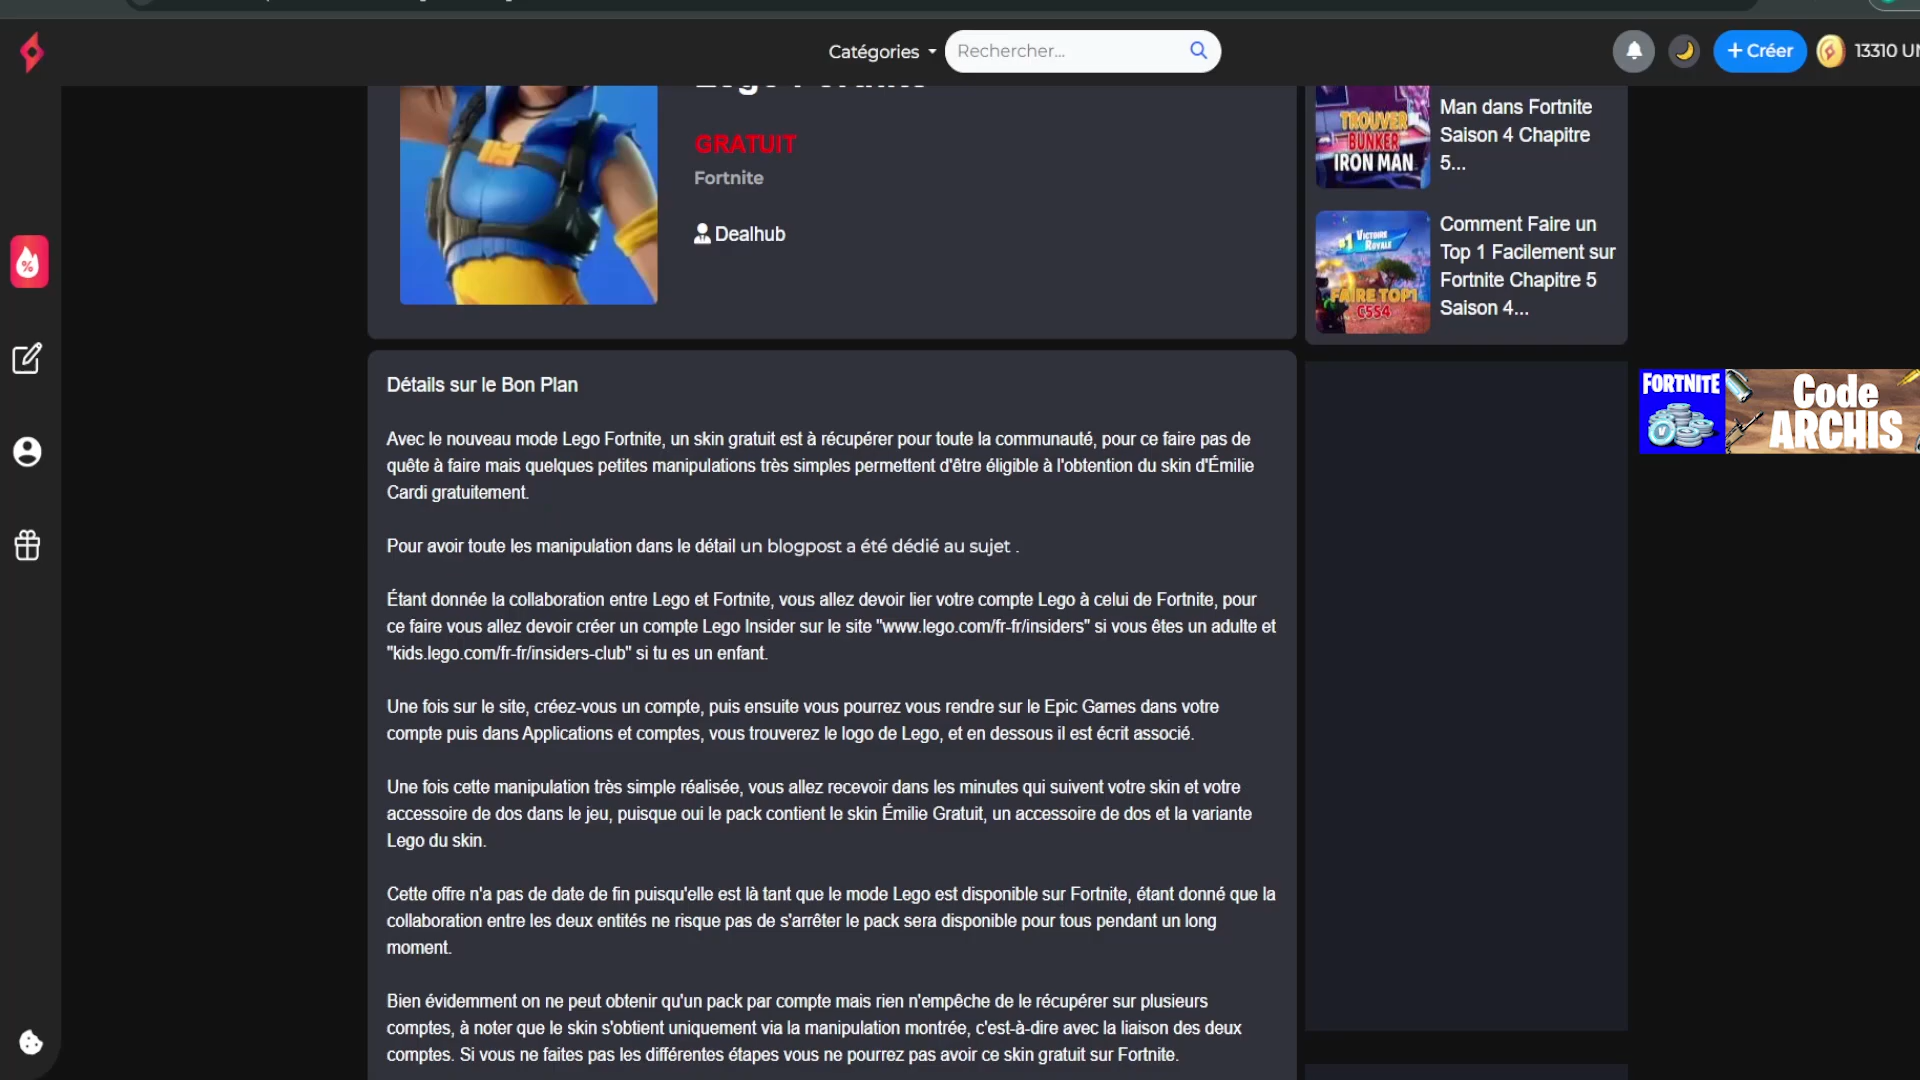 Catégories
Rechercher...
+ Créer
13310
GRATUIT
Fortnite
Dealhub
TROUVER
BUNKER
IRON MAN
Man dans Fortnite
Saison 4 Chapitre
5...
#1 VICTOIRE
ROYALE
FAIRE TOP1
C5S4
Comment Faire un
Top 1 Facilement sur
Fortnite Chapitre 5
Saison 4...
FORTNITE
V
Code
ARCHIS
Détails sur le Bon Plan
Avec le nouveau mode Lego Fortnite, un skin gratuit est à récupérer pour toute la communauté, pour ce faire pas de
quête à faire mais quelques petites manipulations très simples permettent d'être éligible à l'obtention du skin d'Émilie
Cardi gratuitement.
Pour avoir toute les manipulation dans le détail un blogpost a été dédié au sujet .
Étant donnée la collaboration entre Lego et Fortnite, vous allez devoir lier votre compte Lego à celui de Fortnite, pour
ce faire vous allez devoir créer un compte Lego Insider sur le site "www.lego.com/fr-fr/insiders" si vous êtes un adulte et
"kids.lego.com/fr-fr/insiders-club" si tu es un enfant.
Une fois sur le site, créez-vous un compte, puis ensuite vous pourrez vous rendre sur le Epic Games dans votre
compte puis dans Applications et comptes, vous trouverez le logo de Lego, et en dessous il est écrit associé.
Une fois cette manipulation très simple réalisée, vous allez recevoir dans les minutes qui suivent votre skin et votre
accessoire de dos dans le jeu, puisque oui le pack contient le skin Émilie Gratuit, un accessoire de dos et la variante
Lego du skin.
Cette offre n'a pas de date de fin puisqu'elle est là tant que le mode Lego est disponible sur Fortnite, étant donné que la
collaboration entre les deux entités ne risque pas de s'arrêter le pack sera disponible pour tous pendant un long
moment.
Bien évidemment on ne peut obtenir qu'un pack par compte mais rien n'empêche de le récupérer sur plusieurs
comptes, à noter que le skin s'obtient uniquement via la manipulation montrée, c'est-à-dire avec la liaison des deux
comptes. Si vous ne faites pas les différentes étapes vous ne pourrez pas avoir ce skin gratuit sur Fortnite.